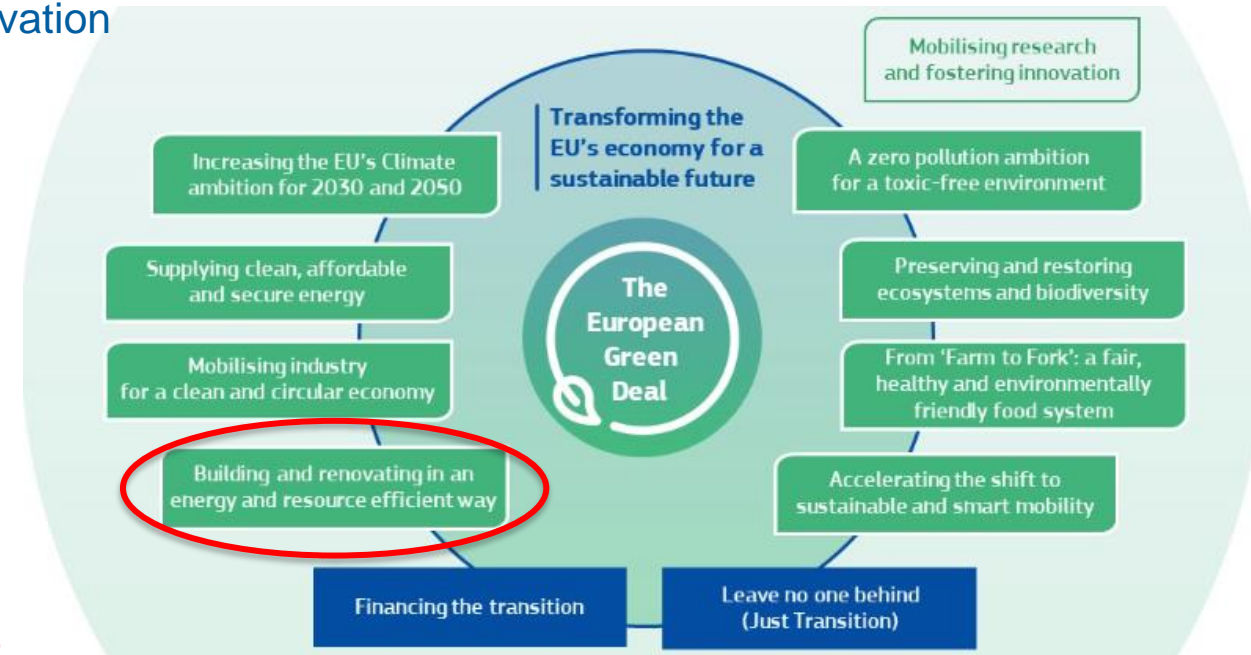 vation
Mobilising research
and fostering innovation
Transforming the
EU's economy for a
sustainable future
Increasing the EU's Climate
ambition for 2030 and 2050
A zero pollution ambition
for a toxic-free environment
Supplying clean, affordable
and secure energy
Preserving and restoring
ecosystems and biodiversity
The
European
Green
Deal
Mobilising industry
for a clean and circular economy
From ‘Farm to Fork’: a fair,
healthy and environmentally
friendly food system
Building and renovating in an
energy and resource efficient way
Accelerating the shift to
sustainable and smart mobility
Financing the transition
Leave no one behind
(Just Transition)